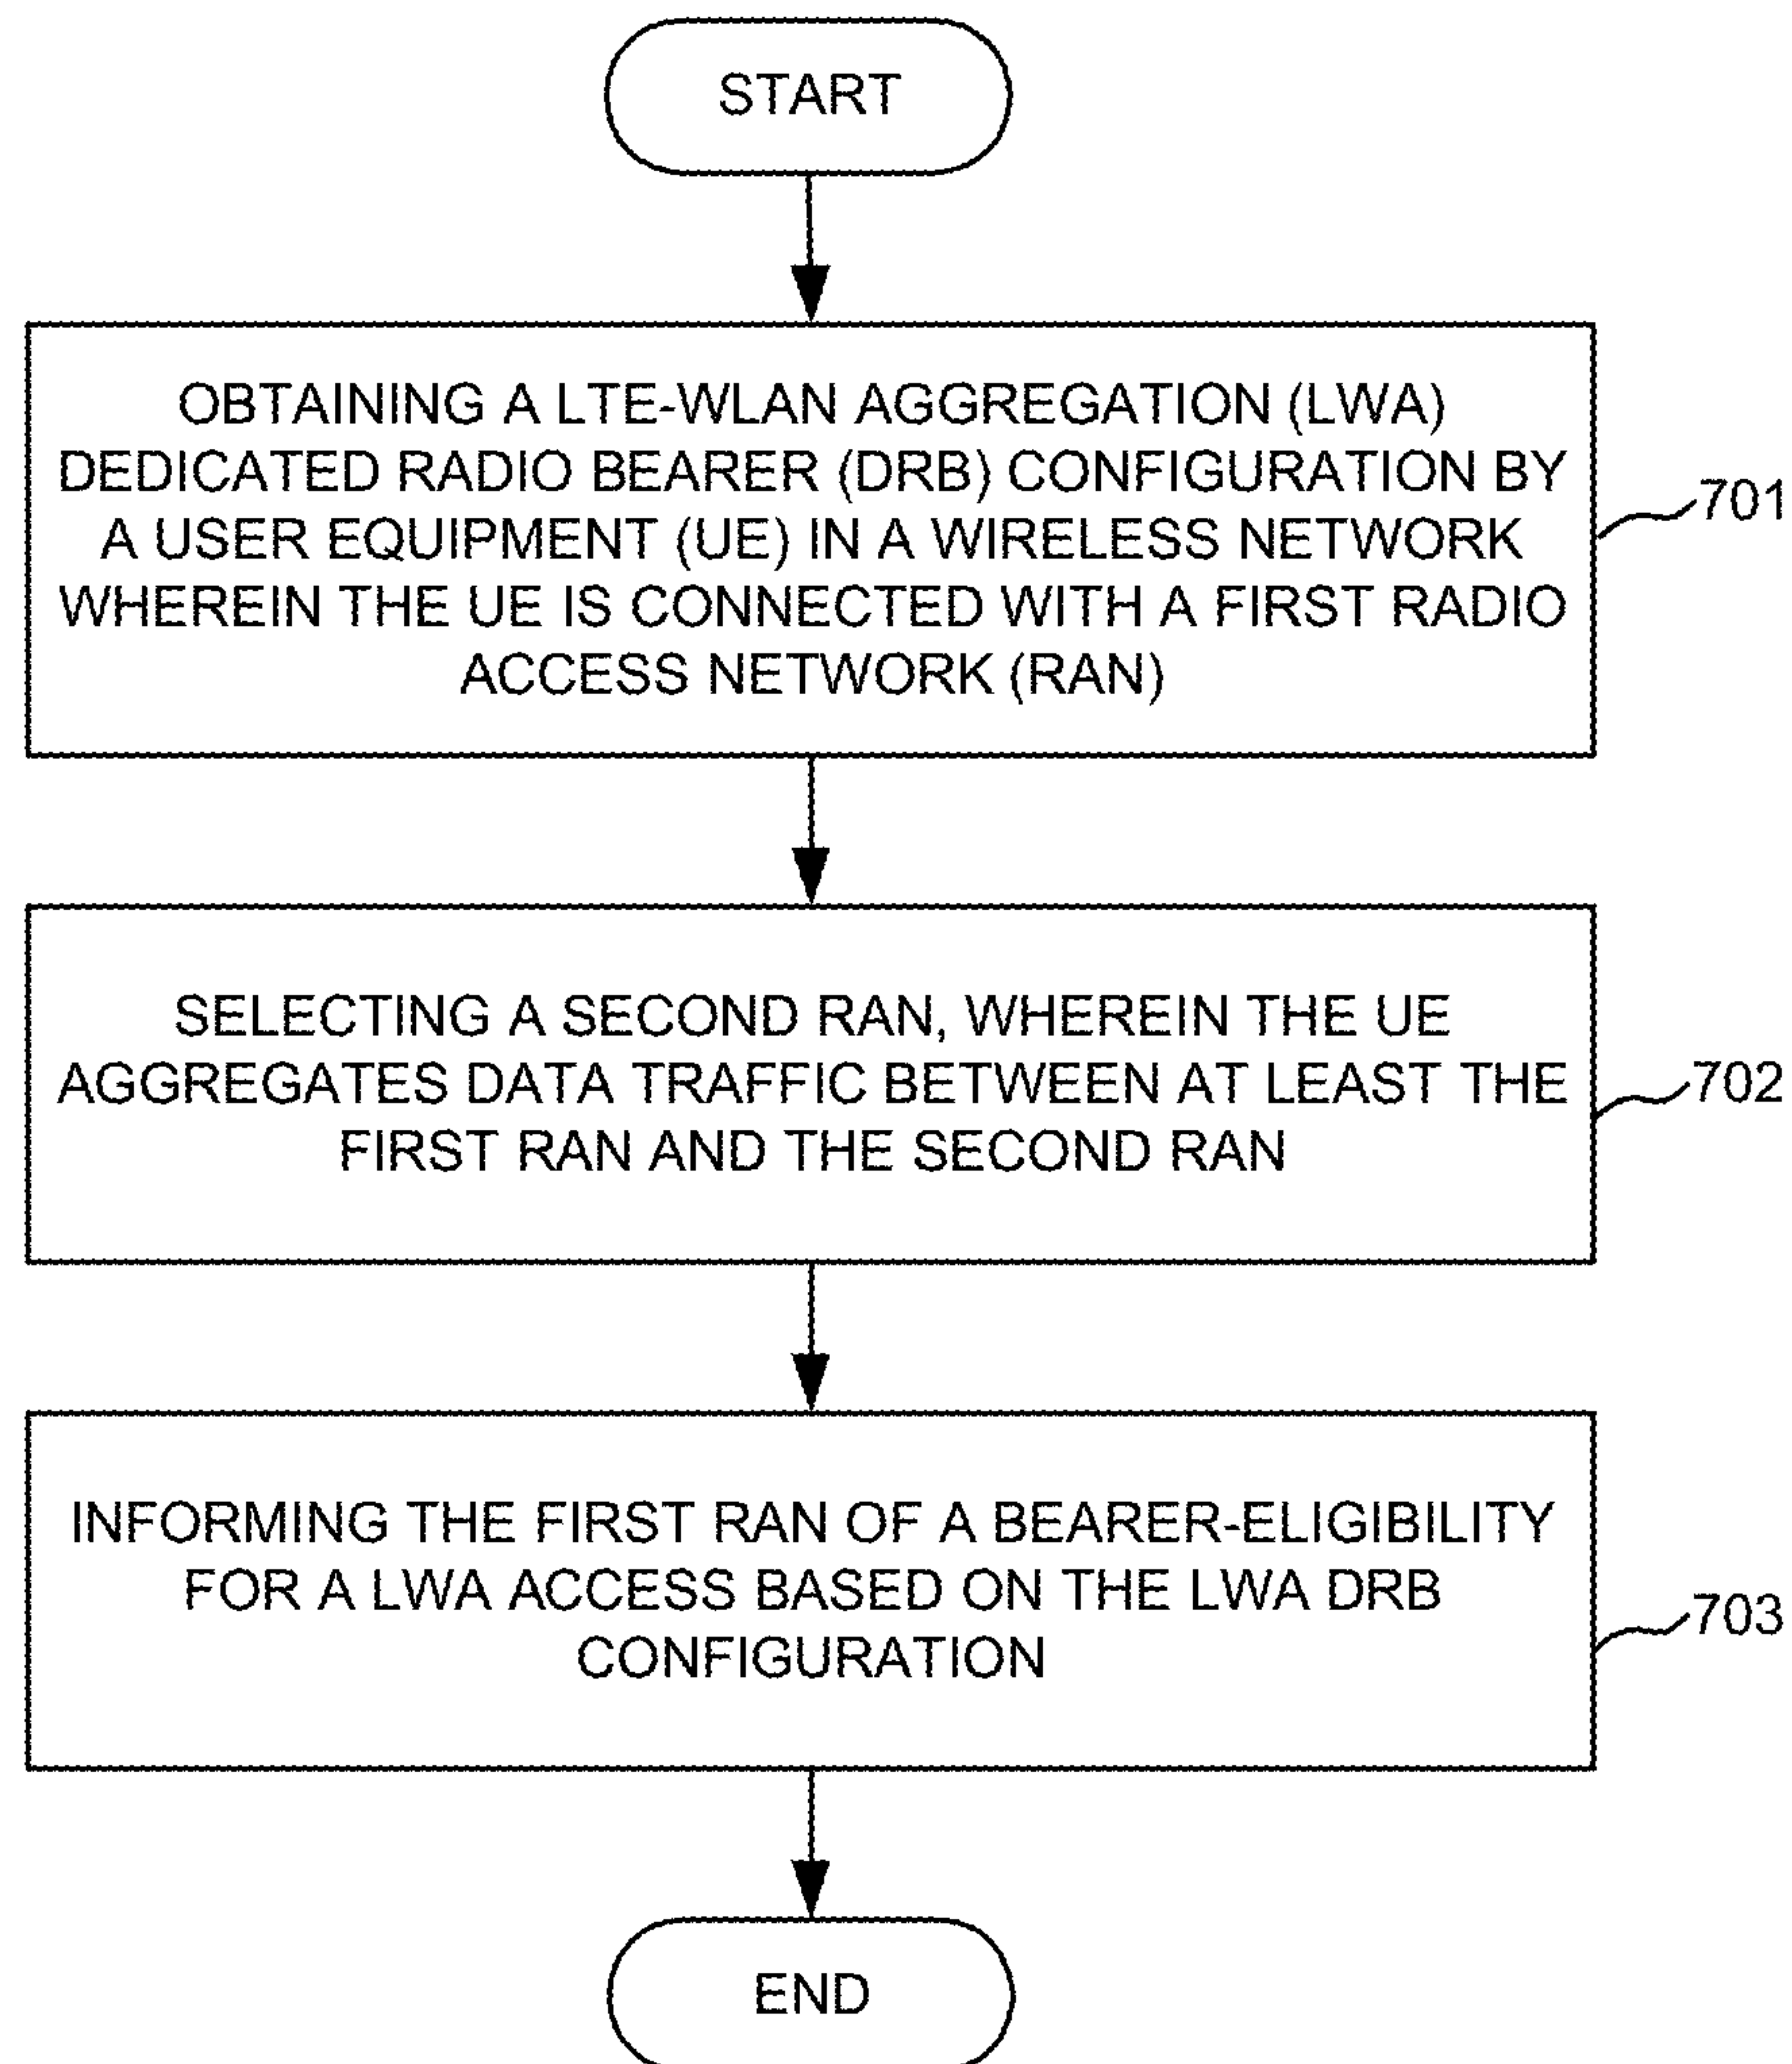 START
OBTAINING A LTE-WLAN AGGREGATION (LWA)
DEDICATED RADIO BEARER (DRB) CONFIGURATION BY
A USER EQUIPMENT (UE) IN A WIRELESS NETWORK
WHEREIN THE UE IS CONNECTED WITH A FIRST RADIO
ACCESS NETWORK (RAN)
701
SELECTING A SECOND RAN, WHEREIN THE UE
AGGREGATES DATA TRAFFIC BETWEEN AT LEAST THE
FIRST RAN AND THE SECOND RAN
702
INFORMING THE FIRST RAN OF A BEARER-ELIGIBILITY
FOR A LWA ACCESS BASED ON THE LWA DRB
CONFIGURATION
703
END